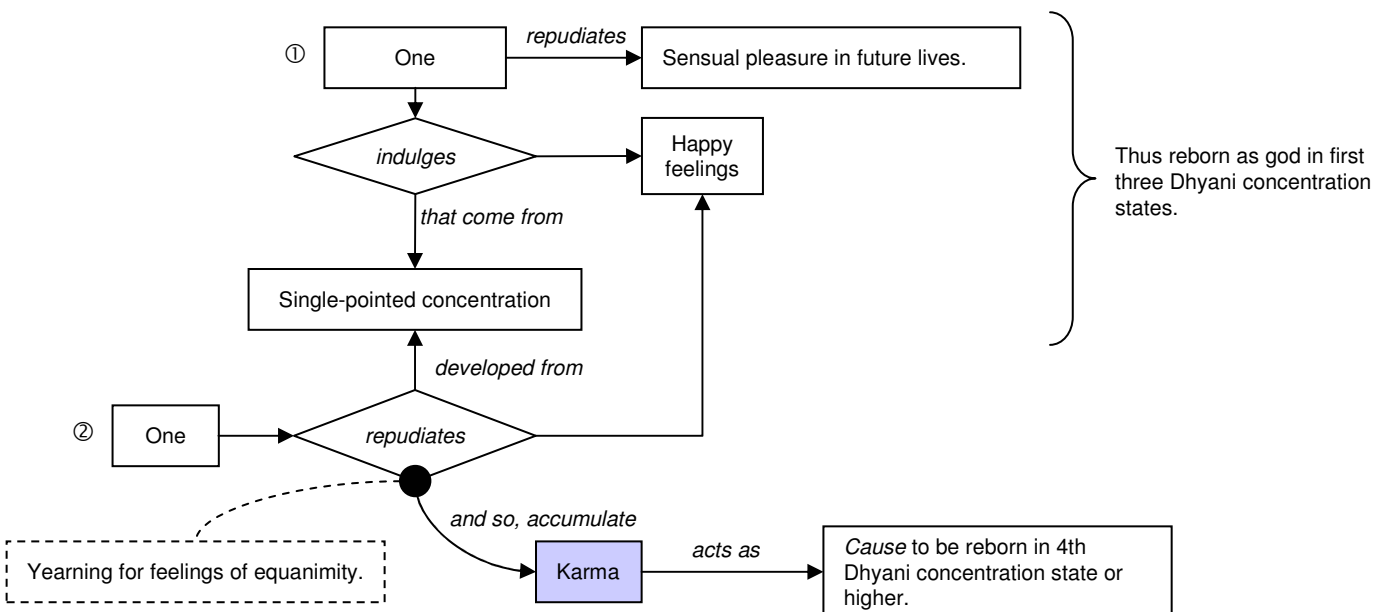 ① One
repudiates
Sensual pleasure in future lives.
indulges
Happy
feelings
Thus reborn as god in first
three Dhyani concentration
states.
that come from
Single-pointed concentration
developed from
② One
repudiates
and so, accumulate
Yearning for feelings of equanimity.
Karma
acts as
Cause to be reborn in 4th
Dhyani concentration state or
higher.